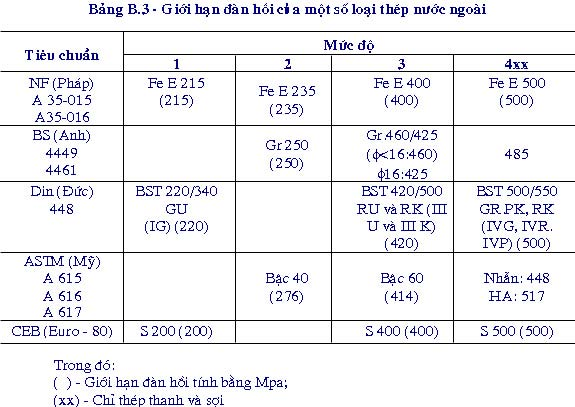 Bảng B.3 - Giới hạn đàn hồi của một số loại thép nước ngoài
Tiêu chuẩn
Mức độ
1 2 3 4xx
NF (Pháp)
A 35-015
A35-016
Fe E 215
(215)
Fe E 235
(235)
Fe E 400
(400)
Fe E 500
(500)
BS (Anh)
4449
4461
Gr 250
(250)
Gr.460/425
(ϕ<16:460)
ϕ16:425
485
Din (Đức)
448
BST 220/340
GU
(IG) (220)
BST 420/500
RU và RK (III
U và III K)
(420)
BST 500/550
GR PK, RK
(IVG, IVR.
IVP) (500)
ASTM (Mỹ)
A 615
A 616
A 617
Bậc 40
(276)
Bậc 60
(414)
Nhẵn: 448
HA: 517
CEB (Euro - 80)
S 200 (200)
S 400 (400)
S 500 (500)
Trong đó:
( ) - Giới hạn đàn hồi tính bằng Mpa;
(xx) - Chỉ thép thanh và sợi